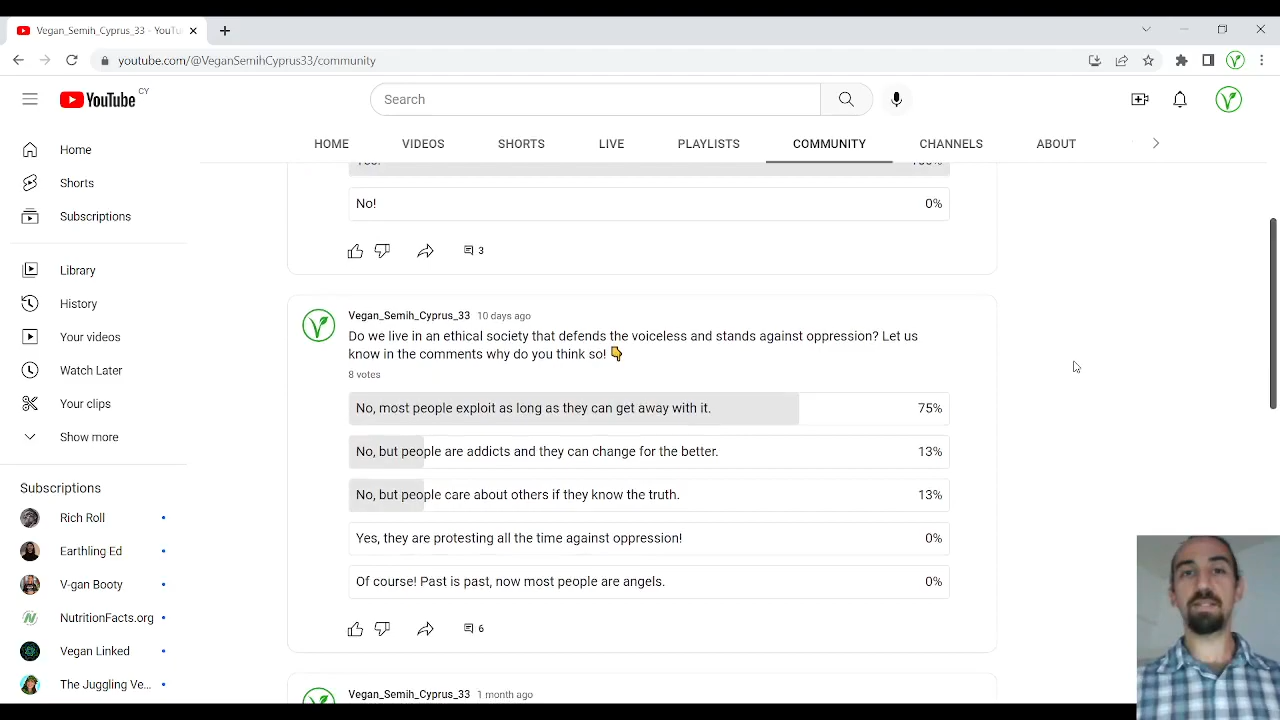 Vegan_Semih_Cyprus_33 - YouTu
youtube.com/@VeganSemihCyprus33/community
YouTube
CY
Search
HOME
VIDEOS
SHORTS
LIVE
PLAYLISTS
COMMUNITY
CHANNELS
ABOUT
Home
Shorts
Subscriptions
Library
History
Your videos
Watch Later
Your clips
Show more
Subscriptions
Rich Roll
Earthling Ed
V-gan Booty
NutritionFacts.org
Vegan Linked
The Juggling Ve...
No! 0%
3
Vegan_Semih_Cyprus_33 10 days ago
Do we live in an ethical society that defends the voiceless and stands against oppression? Let us
know in the comments why do you think so! 👇
8 votes
No, most people exploit as long as they can get away with it. 75%
No, but people are addicts and they can change for the better. 13%
No, but people care about others if they know the truth. 13%
Yes, they are protesting all the time against oppression! 0%
Of course! Past is past, now most people are angels. 0%
6
Vegan_Semih_Cyprus_33 1 month ago